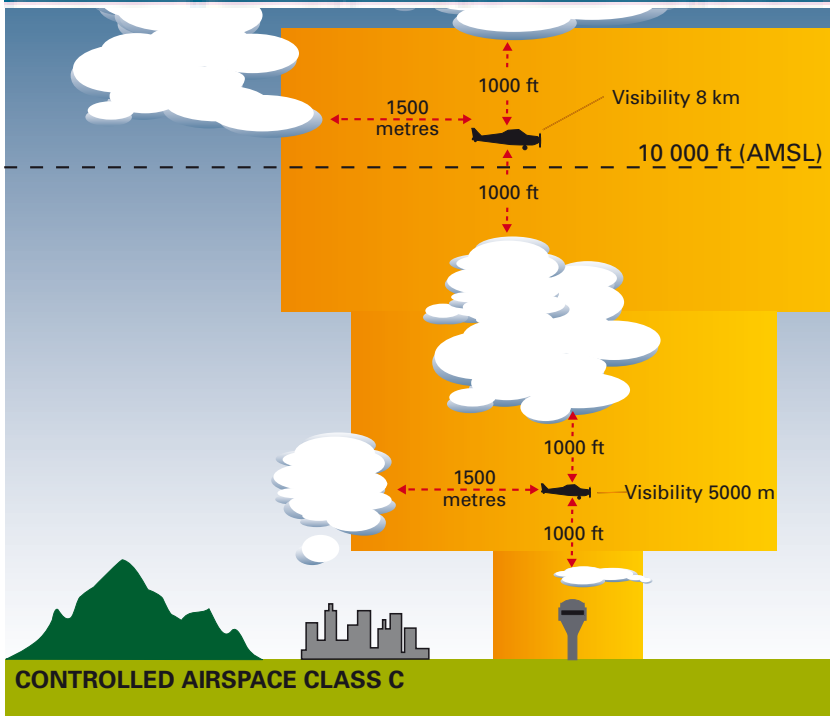 1000 ft
1500
metres
Visibility 8 km
10 000 ft (AMSL)
1000 ft
1000 ft
1500
metres
Visibility 5000 m
1000 ft
CONTROLLED AIRSPACE CLASS C